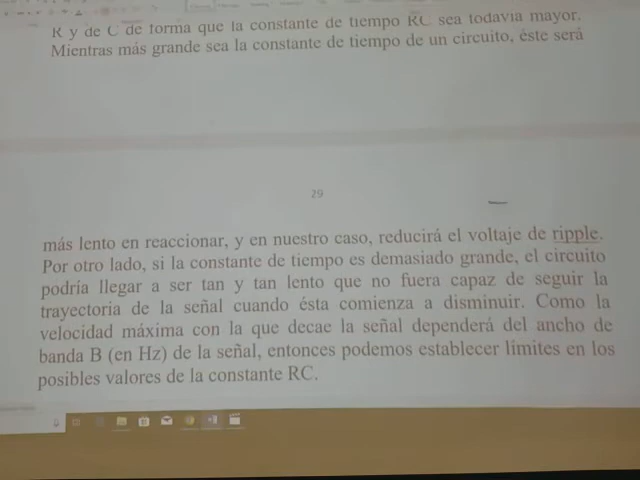 R y de C de forma que la constante de tiempo RC sea todavía mayor.
Mientras más grande sea la constante de tiempo de un circuito, éste será
29
más lento en reaccionar, y en nuestro caso, reducirá el voltaje de ripple.
Por otro lado, si la constante de tiempo es demasiado grande, el circuito
podría llegar a ser tan y tan lento que no fuera capaz de seguir la
trayectoria de la señal cuando ésta comienza a disminuir. Como la
velocidad máxima con la que decae la señal dependerá del ancho de
banda B (en Hz) de la señal, entonces podemos establecer límites en los
posibles valores de la constante RC.